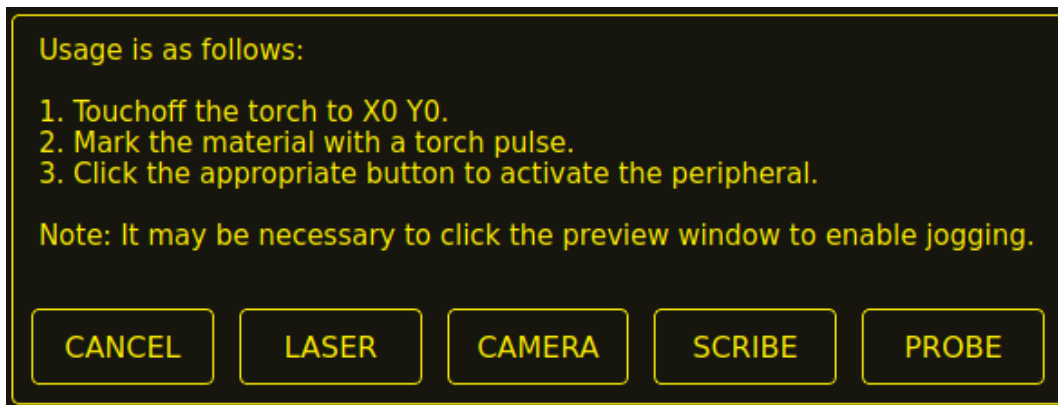 Usage is as follows:
1. Touchoff the torch to X0 Y0.
2. Mark the material with a torch pulse.
3. Click the appropriate button to activate the peripheral.
Note: It may be necessary to click the preview window to enable jogging.
CANCEL LASER CAMERA SCRIBE PROBE